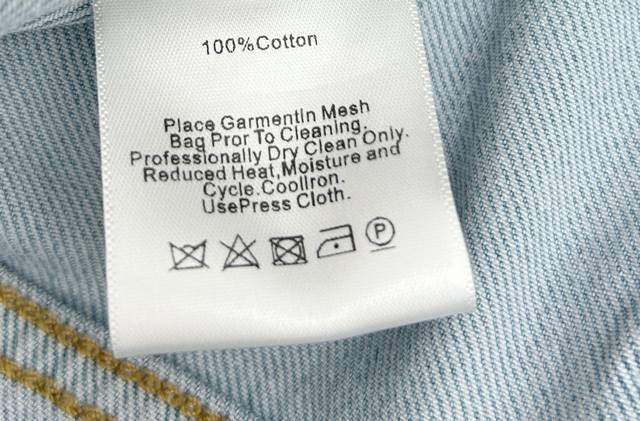 100%Cotton
Place GarmentIn Mesh
Bag Pror To Cleaning.
Professionally Dry Clean Only.
Reduced Heat,Moisture and
Cycle.CoolIron.
UsePress Cloth.
P